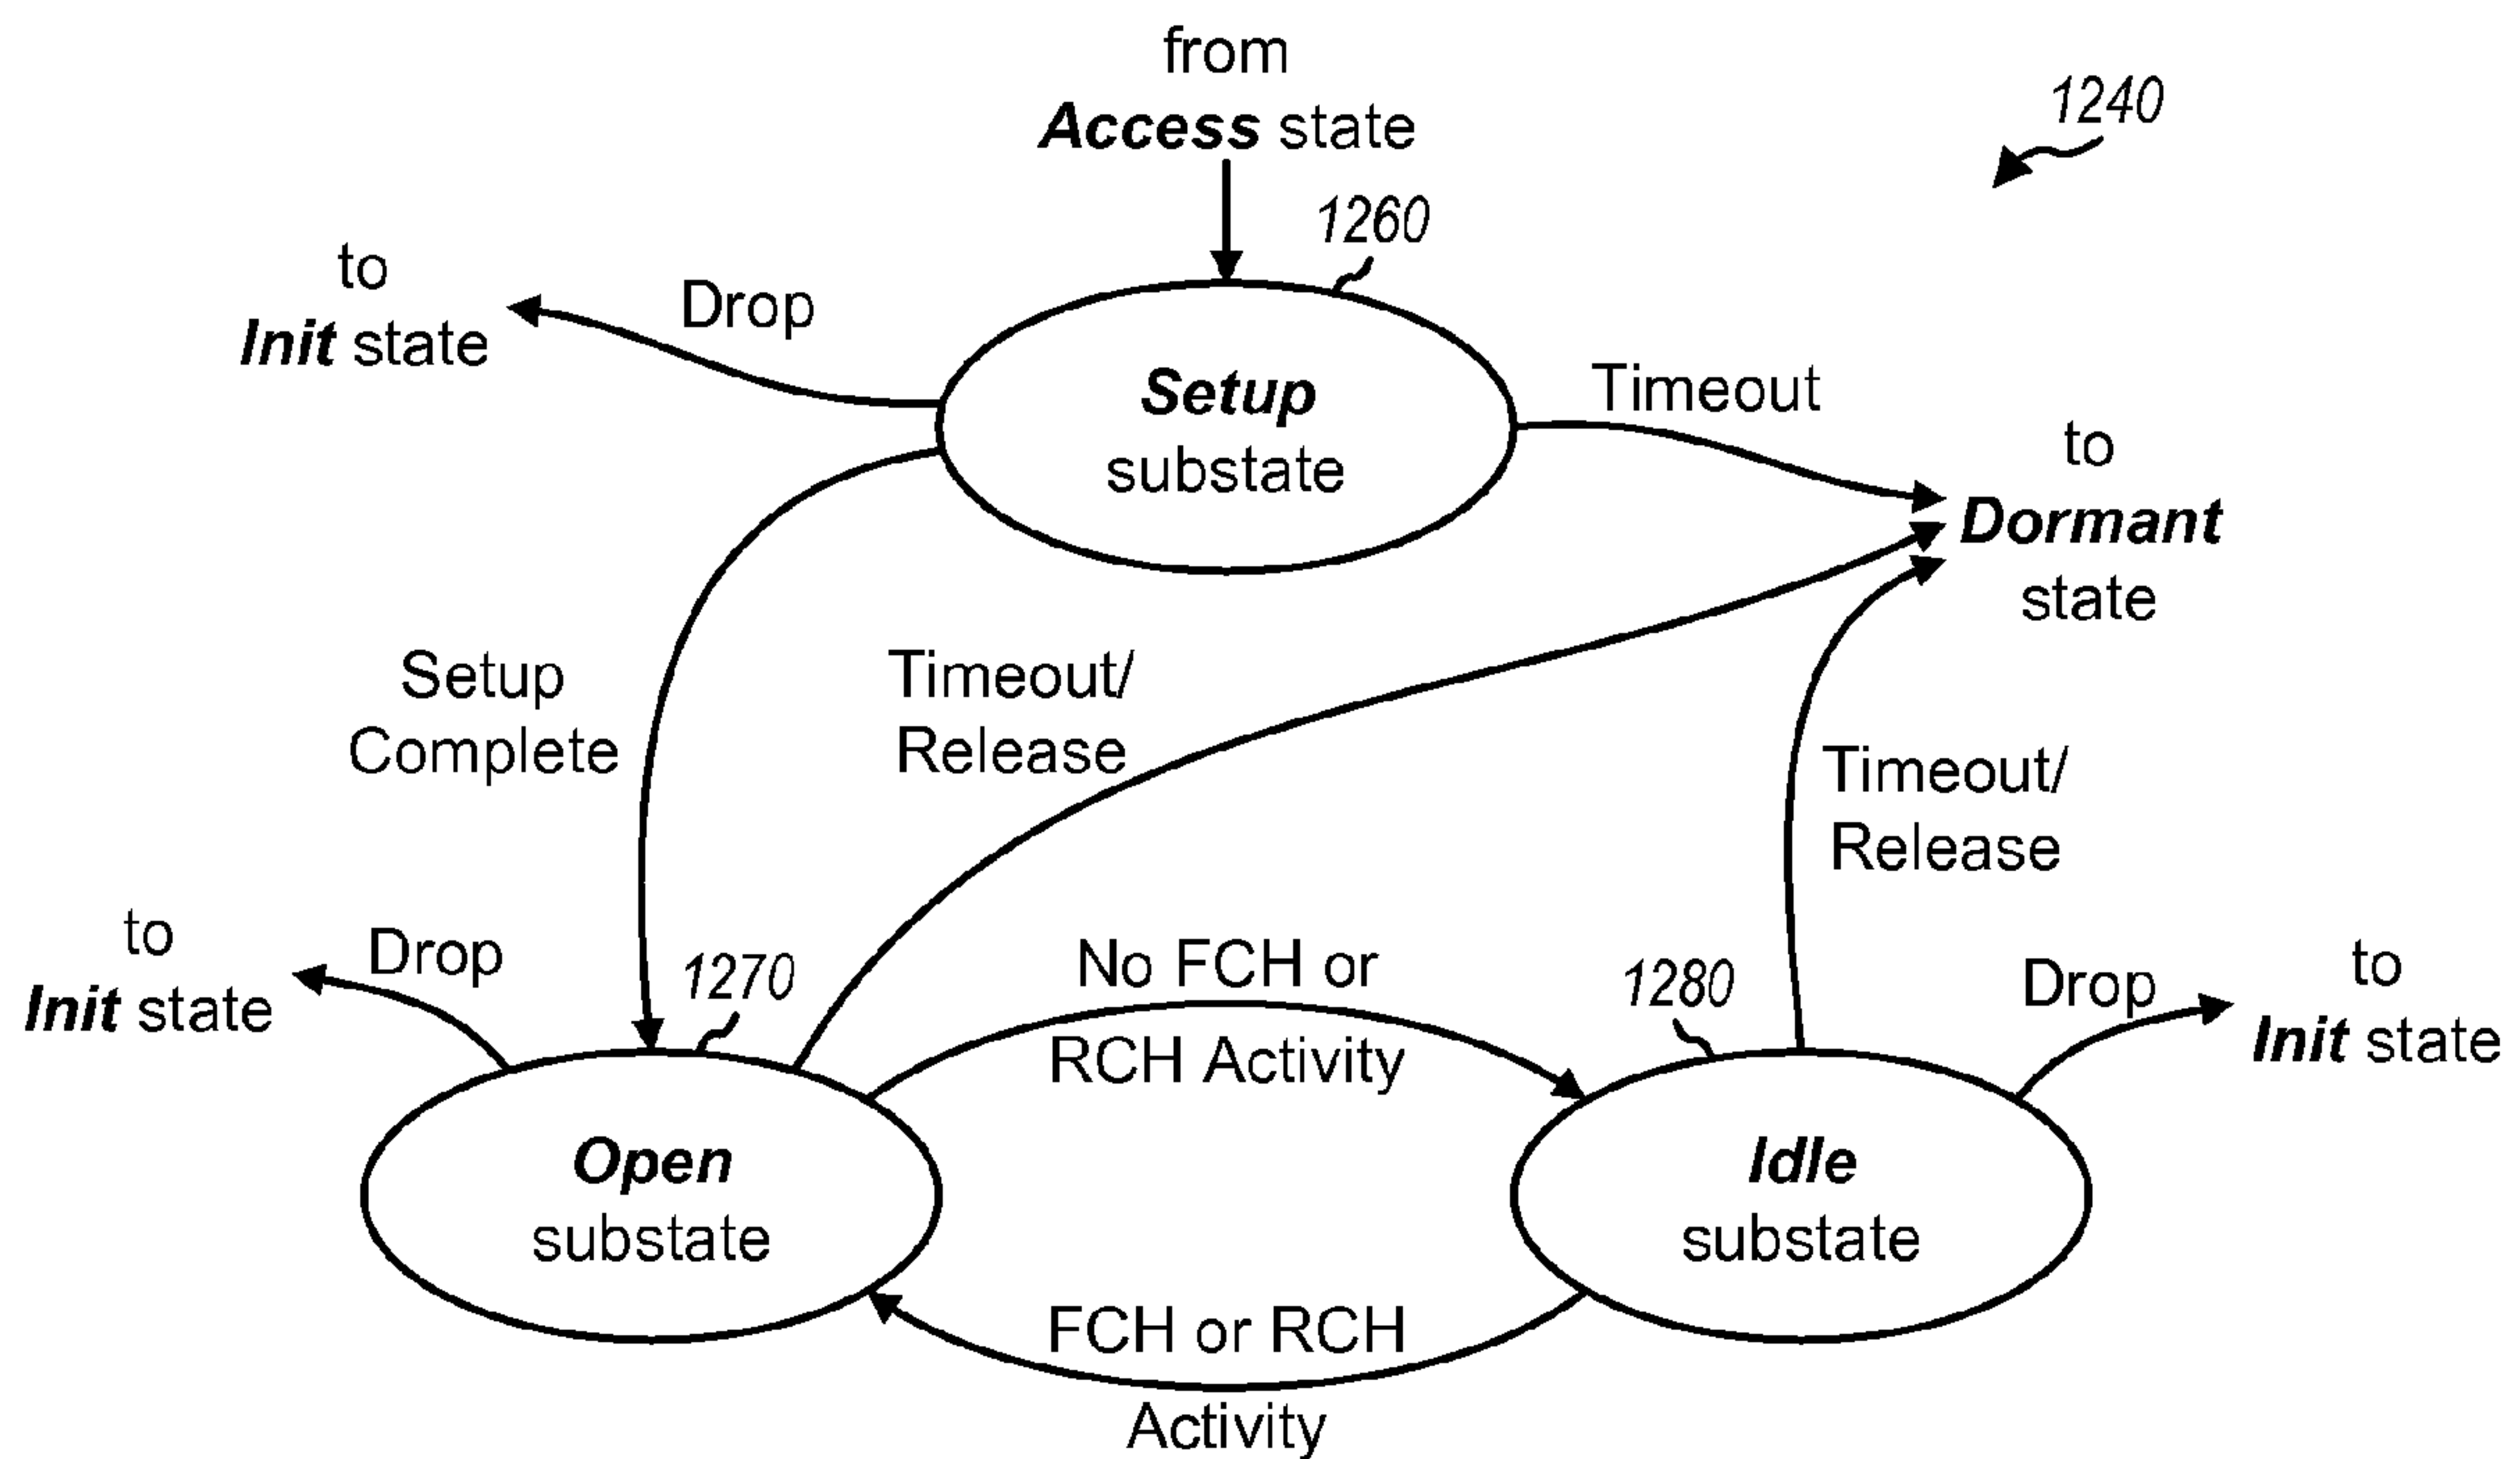 from
Access state
1240
1260
to
Init state
Drop
Setup
substate
Timeout
to
Dormant
state
Setup
Complete
Timeout/
Release
Timeout/
Release
to
Init state
Drop
1270
No FCH or
RCH Activity
1280
Drop
to
Init state
Open
substate
Idle
substate
FCH or RCH
Activity